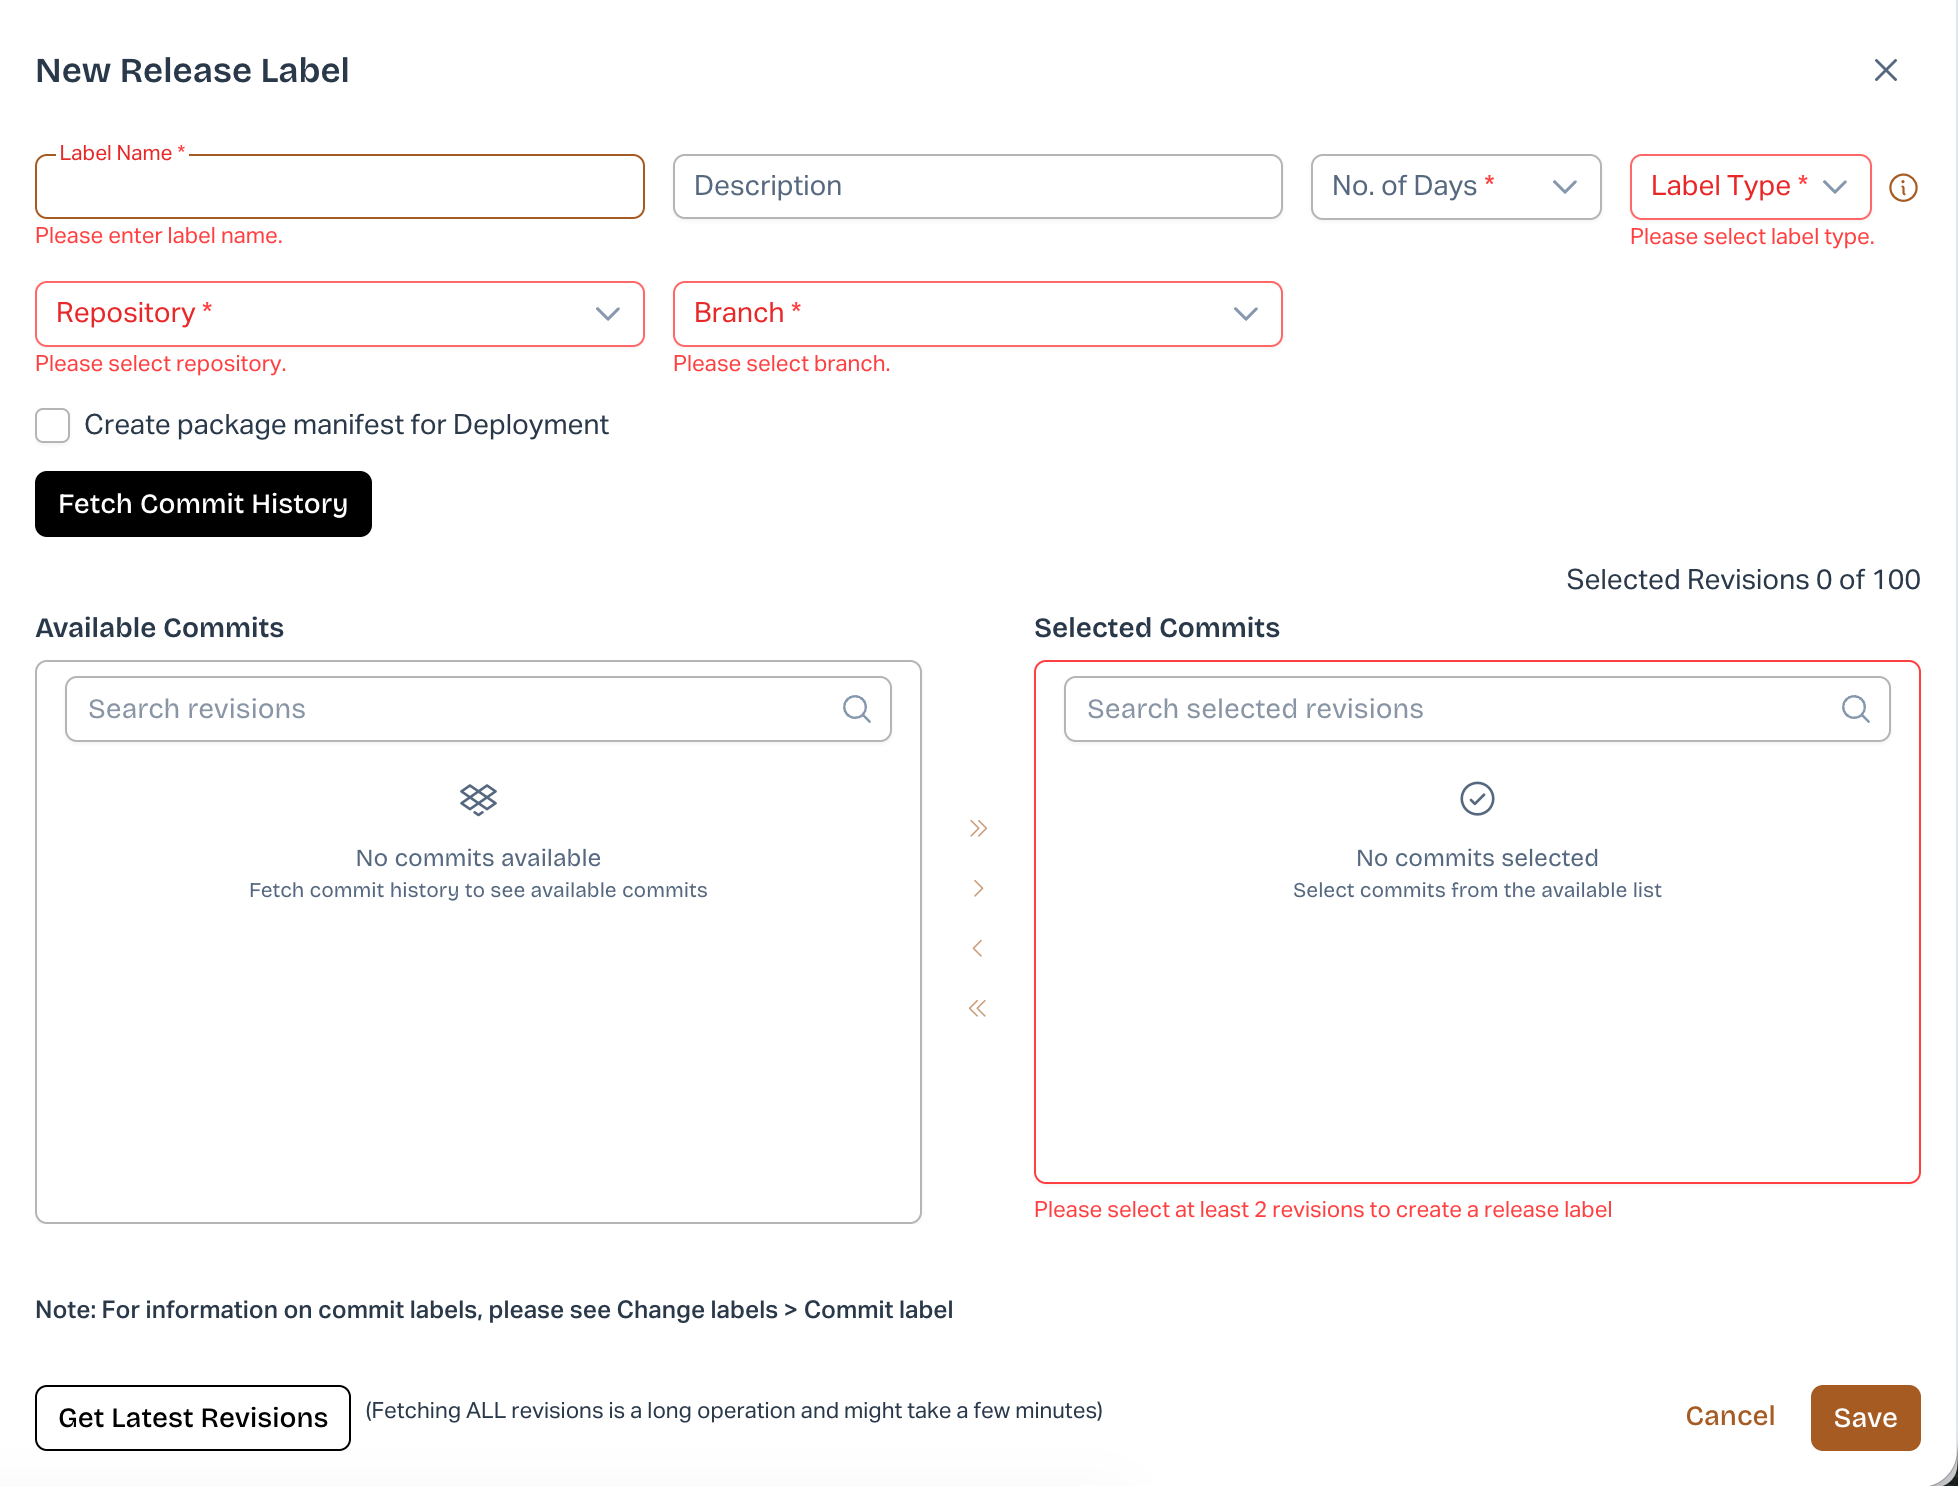 New Release Label
Label Name *
Description
No. of Days *
Label Type *
Please enter label name.
Please select label type.
Repository *
Branch *
Please select repository.
Please select branch.
Create package manifest for Deployment
Fetch Commit History
Selected Revisions 0 of 100
Available Commits
Selected Commits
Search revisions
Search selected revisions
No commits available
Fetch commit history to see available commits
No commits selected
Select commits from the available list
Please select at least 2 revisions to create a release label
Note: For information on commit labels, please see Change labels > Commit label
Get Latest Revisions
(Fetching ALL revisions is a long operation and might take a few minutes)
Cancel
Save